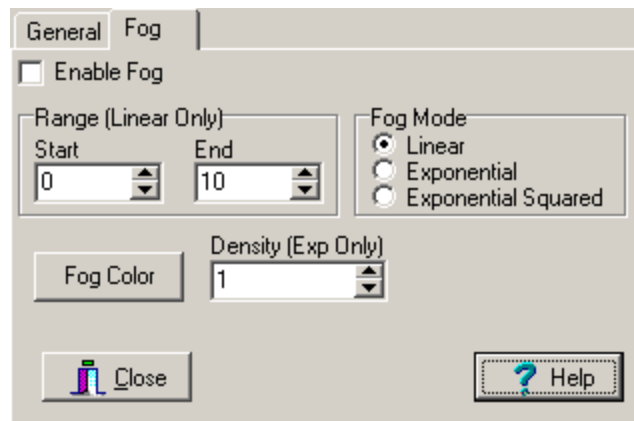 General Fog
Enable Fog
Range (Linear Only)
Start End
0 10
Fog Mode
Linear
Exponential
Exponential Squared
Fog Color
Density (Exp Only)
1
Close
Help